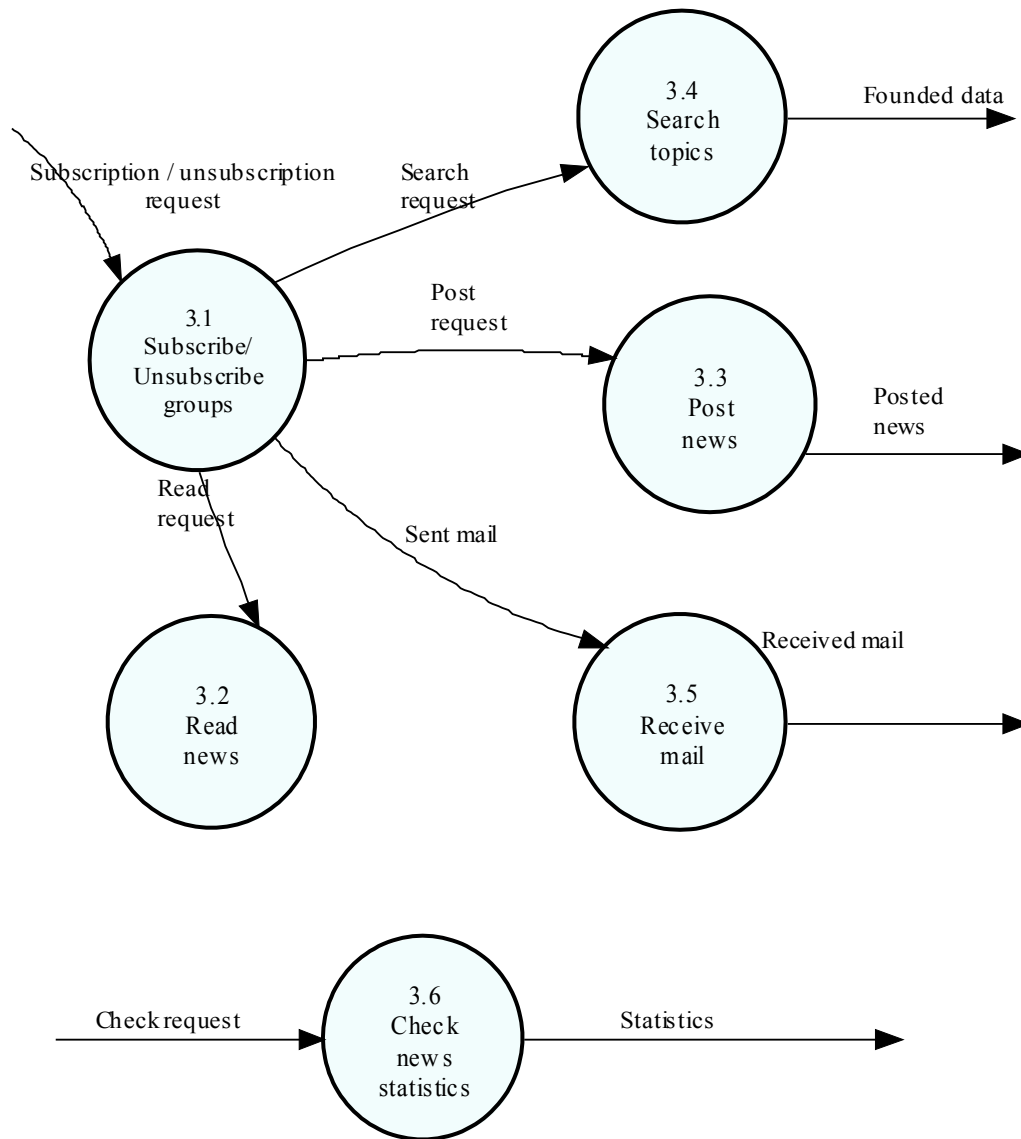 3.4
Search
topics
Founded data
Subscription / unsubscription
request
Search
request
Post
request
3.1
Subscribe/
Unsubscribe
groups
3.3
Post
news
Posted
news
Read
request
Sent mail
Received mail
3.2
Read
news
3.5
Receive
mail
Check request
3.6
Check
news
statistics
Statistics